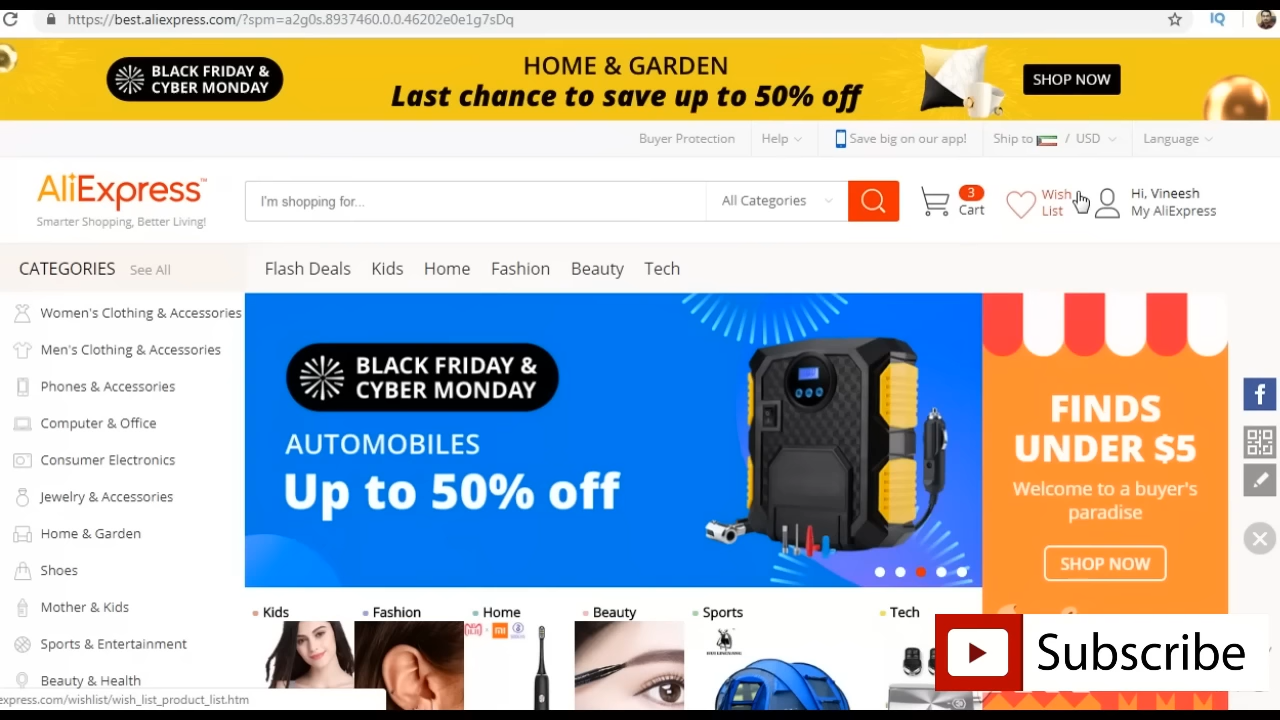 https://best.aliexpress.com/?spm=a2g0s.8937460.0.0.46202e0e1g7sDq
IQ
BLACK FRIDAY &
CYBER MONDAY
HOME & GARDEN
Last chance to save up to 50% off
SHOP NOW
Buyer Protection
Help
Save big on our app!
Ship to / USD
Language
AliExpress™
Smarter Shopping, Better Living!
I'm shopping for...
All Categories
3
Cart
Wish
List
Hi, Vineesh
My AliExpress
CATEGORIES See All
Flash Deals
Kids
Home
Fashion
Beauty
Tech
Women's Clothing & Accessories
Men's Clothing & Accessories
Phones & Accessories
Computer & Office
Consumer Electronics
Jewelry & Accessories
Home & Garden
Shoes
Mother & Kids
Sports & Entertainment
Beauty & Health
BLACK FRIDAY &
CYBER MONDAY
AUTOMOBILES
Up to 50% off
FINDS
UNDER $5
Welcome to a buyer's
paradise
SHOP NOW
f
Kids
Fashion
Home
Beauty
Sports
Tech
Subscribe
express.com/wishlist/wish_list_product_list.htm